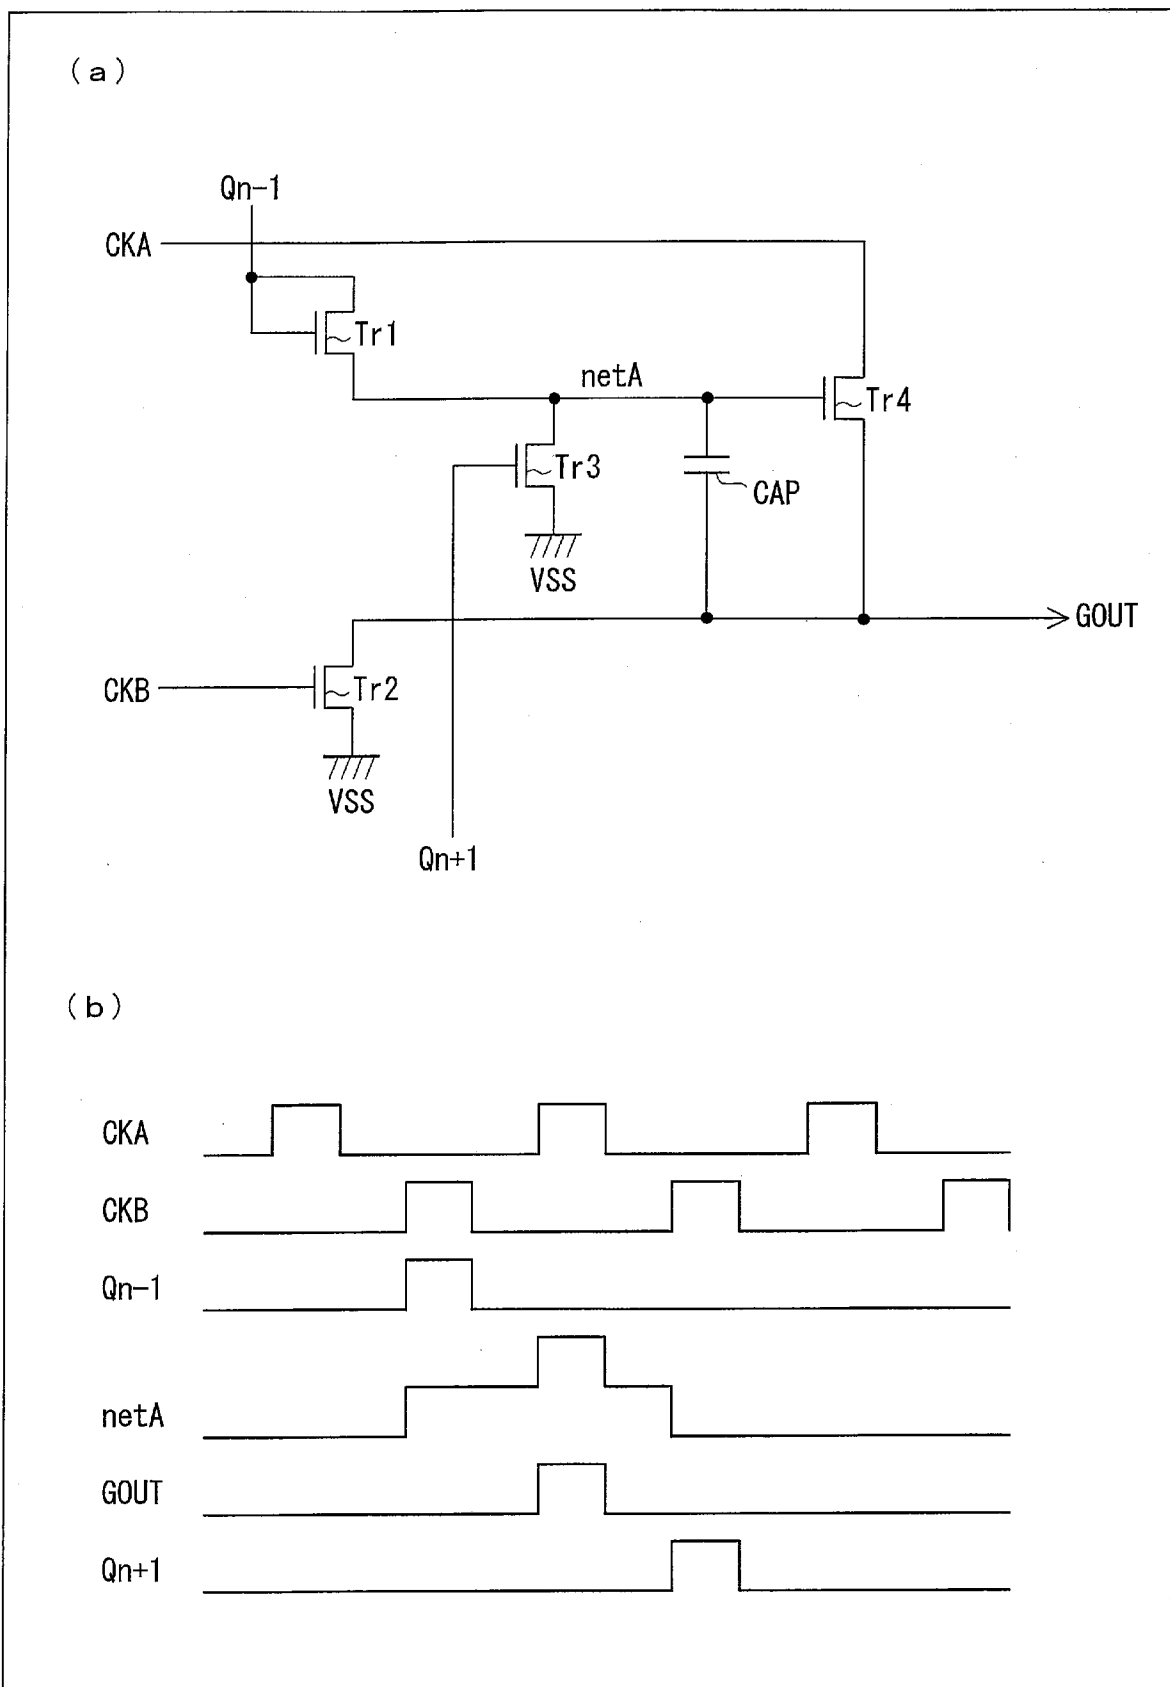 (a)
Qn-1
CKA
Tr1
netA
Tr4
Tr3
CAP
VSS
GOUT
CKB
Tr2
VSS
Qn+1
(b)
CKA
CKB
Qn-1
netA
GOUT
Qn+1